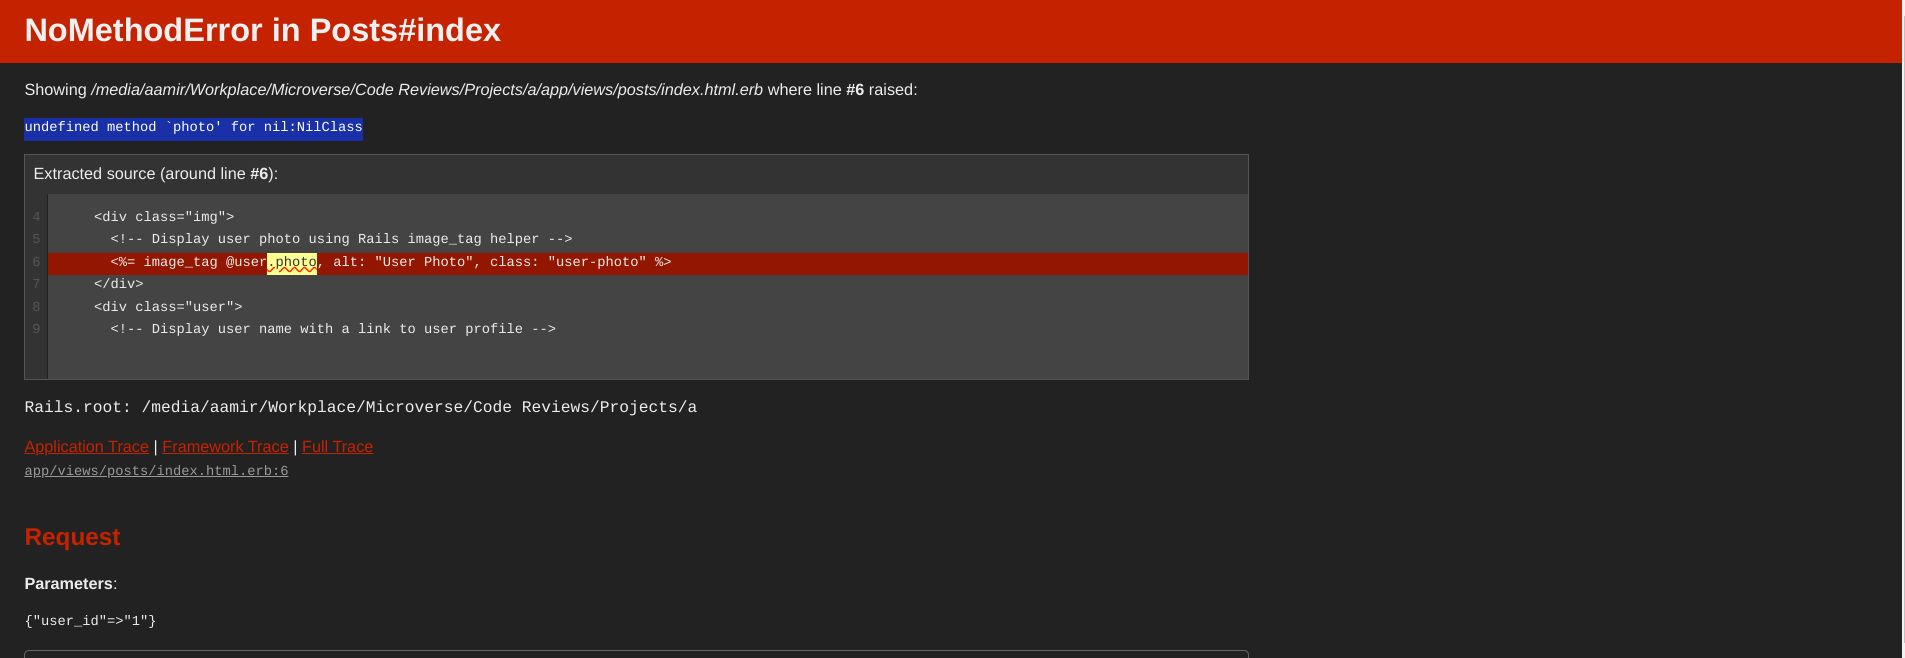 NoMethodError in Posts#index
Showing /media/aamir/Workplace/Microverse/Code Reviews/Projects/a/app/views/posts/index.html.erb where line #6 raised:
undefined method `photo' for nil:NilClass
Extracted source (around line #6):
4 <div class="img">
5 <!-- Display user photo using Rails image_tag helper -->
6 <%= image_tag @user.photo, alt: "User Photo", class: "user-photo" %>
7 </div>
8 <div class="user">
9 <!-- Display user name with a link to user profile -->
Rails.root: /media/aamir/Workplace/Microverse/Code Reviews/Projects/a
Application Trace | Framework Trace | Full Trace
app/views/posts/index.html.erb:6
Request
Parameters:
{"user_id"=>"1"}